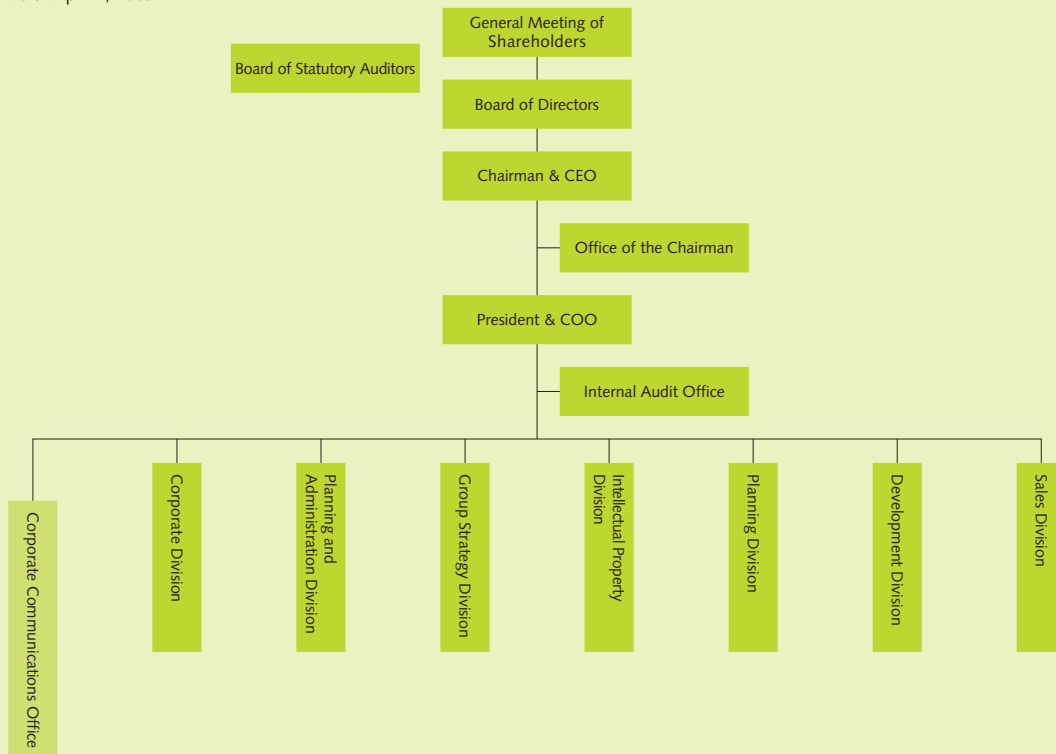 General Meeting of
Shareholders
Board of Statutory Auditors
Board of Directors
Chairman & CEO
Office of the Chairman
President & COO
Internal Audit Office
Corporate Communications Office
Corporate Division
Planning and
Administration Division
Group Strategy Division
Intellectual Property
Division
Planning Division
Development Division
Sales Division